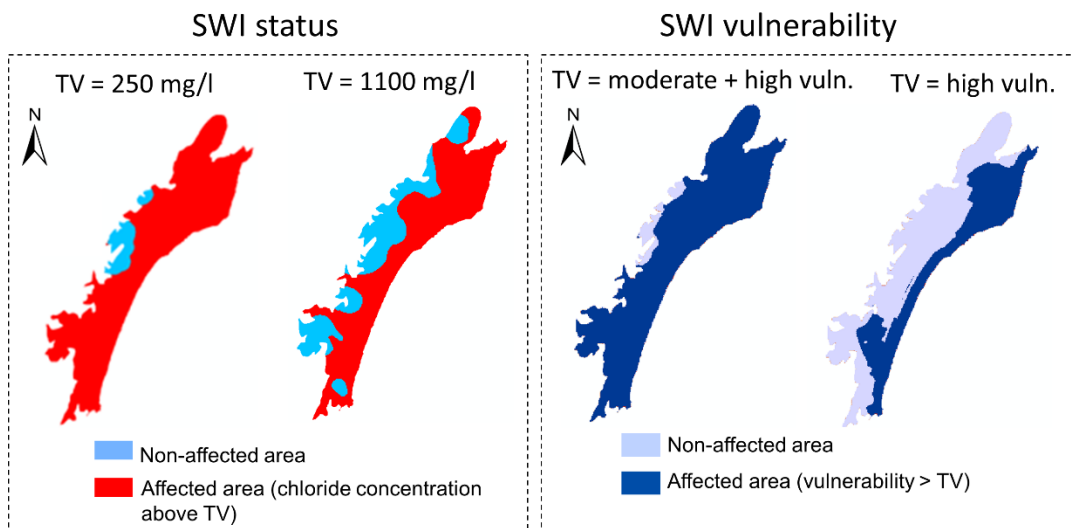 SWI status
TV = 250 mg/l
TV = 1100 mg/l
N
Non-affected area
Affected area (chloride concentration
above TV)
SWI vulnerability
TV = moderate + high vuln.
TV = high vuln.
N
Non-affected area
Affected area (vulnerability > TV)